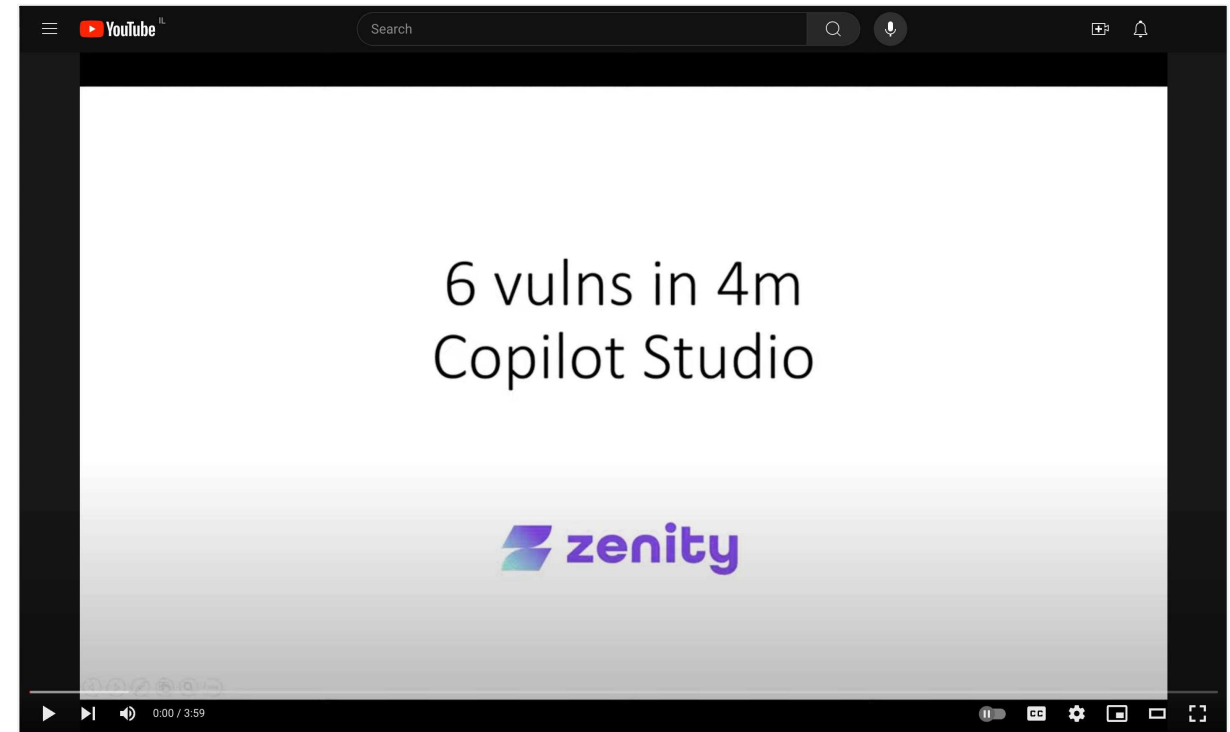 YouTube IL
Search
6 vulns in 4m
Copilot Studio
zenity
0:00 / 3:59
CC